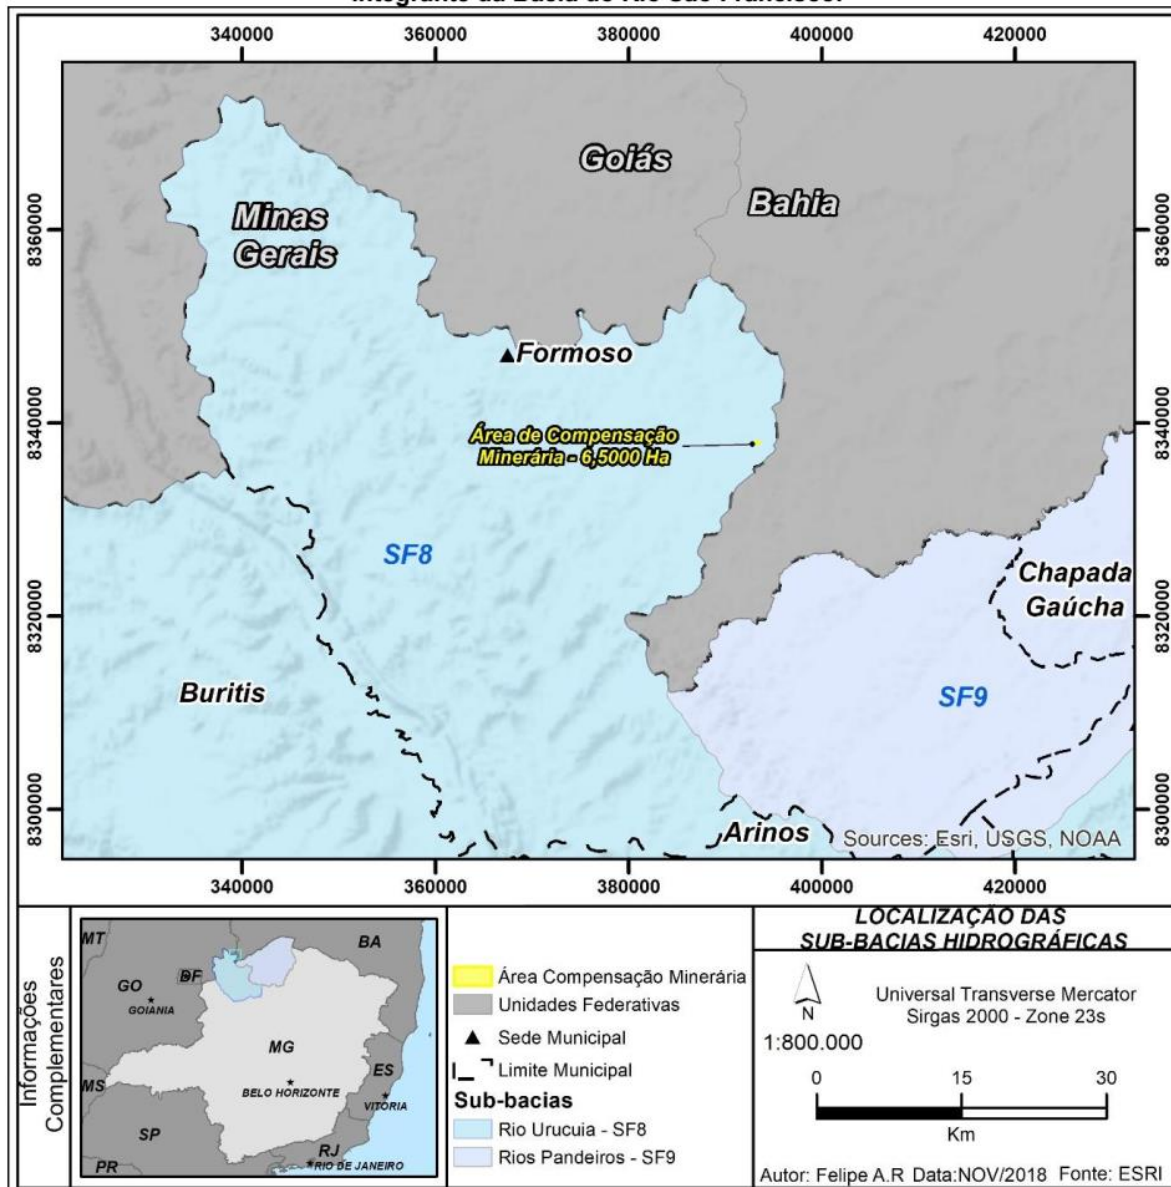 Integrante da Bacia do Rio São Francisco.
340000 360000 380000 400000 420000
8360000
8340000
8320000
8300000
Goiás
Bahia
Minas
Gerais
Formoso
Área de Compensação
Minerária - 6,5000 Ha
SF8
Chapada
Gaúcha
Buritis
SF9
Arinos
Sources: Esri, USGS, NOAA
8360000
8340000
8320000
8300000
340000 360000 380000 400000 420000
Informações
Complementares
MT
BA
GO
DF
GOIANIA
MG
BELO HORIZONTE
ES
VITORIA
MS
SP
RJ
RIO DE JANEIRO
PR
Área Compensação Minerária
Unidades Federativas
Sede Municipal
Limite Municipal
Sub-bacias
Rio Urucuia - SF8
Rios Pandeiros - SF9
LOCALIZAÇÃO DAS
SUB-BACIAS HIDROGRÁFICAS
N
Universal Transverse Mercator
Sirgas 2000 - Zone 23s
1:800.000
0 15 30
Km
Autor: Felipe A.R Data:NOV/2018 Fonte: ESRI